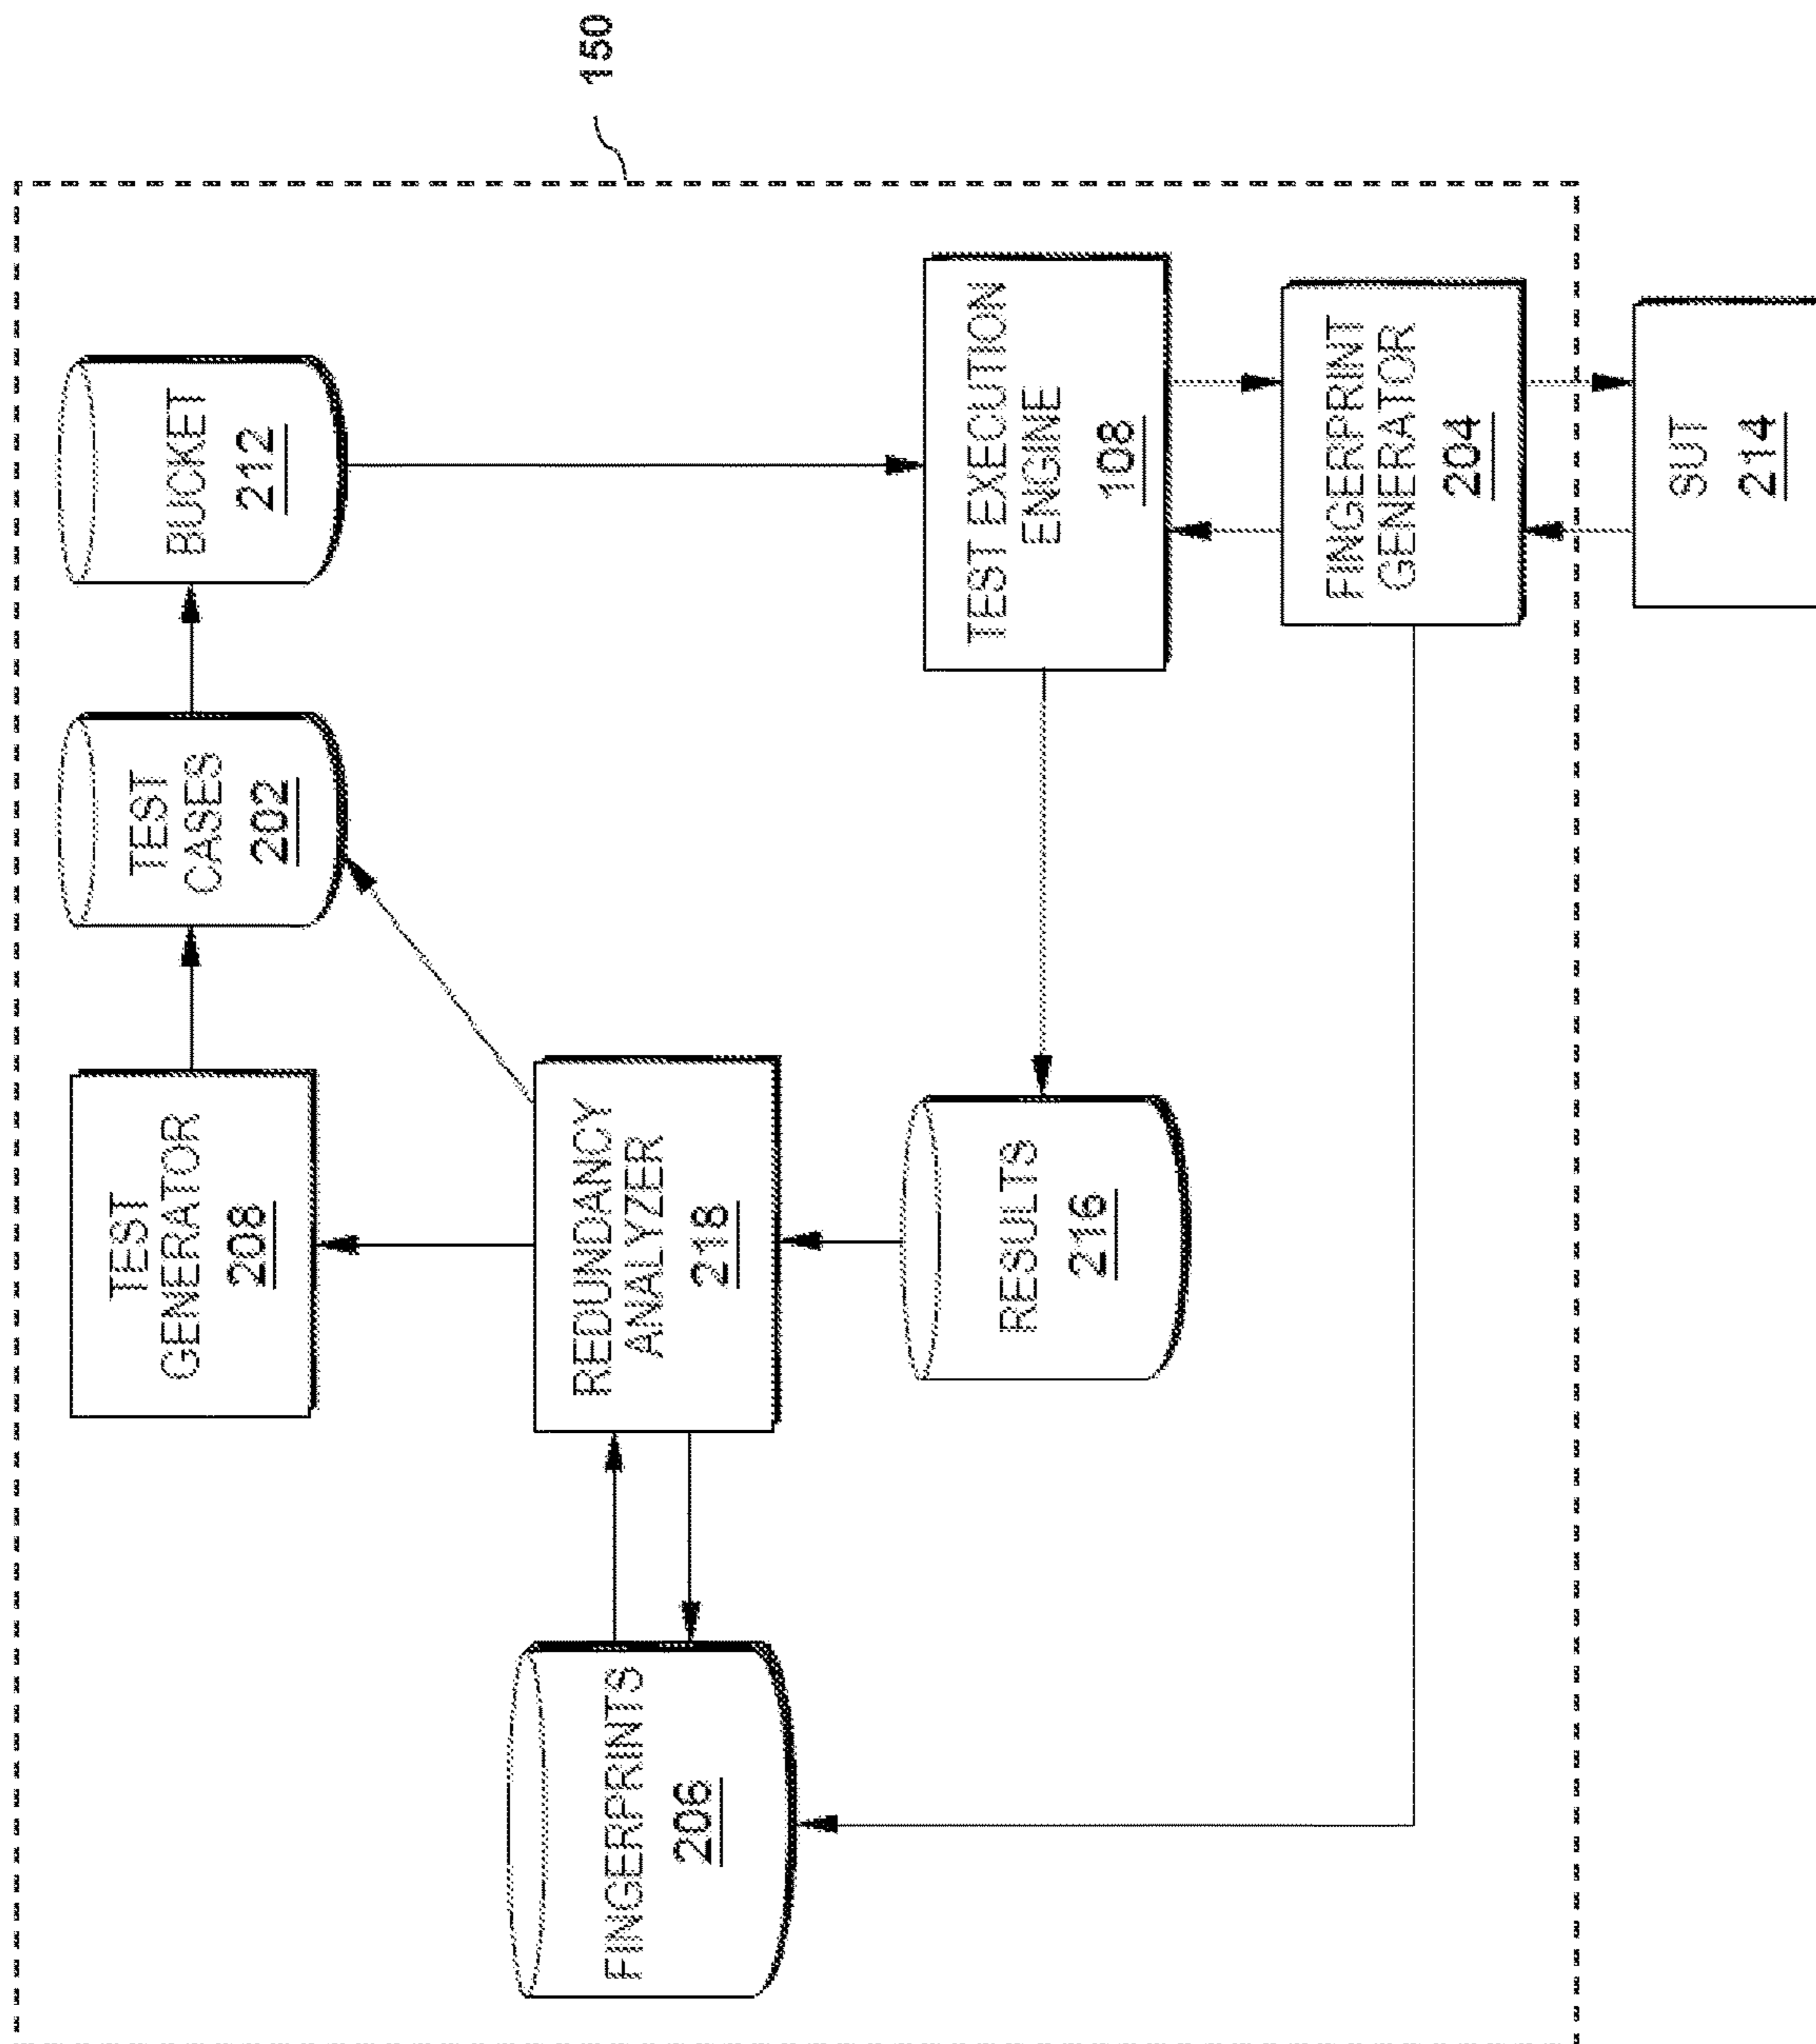 150
TEST
GENERATOR
208
TEST
CASES
202
BUCKET
212
REDUNDANCY
ANALYZER
218
FINGERPRINTS
206
RESULTS
216
TEST EXECUTION
ENGINE
108
FINGERPRINT
GENERATOR
204
SUT
214